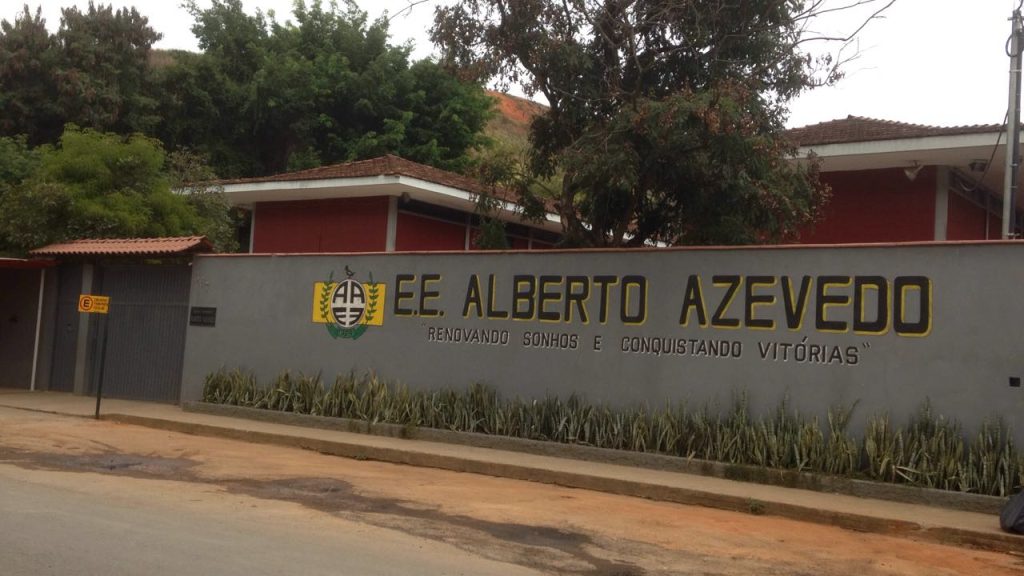 E.E. ALBERTO AZEVEDO
"RENOVANDO SONHOS E CONQUISTANDO VITÓRIAS"
E